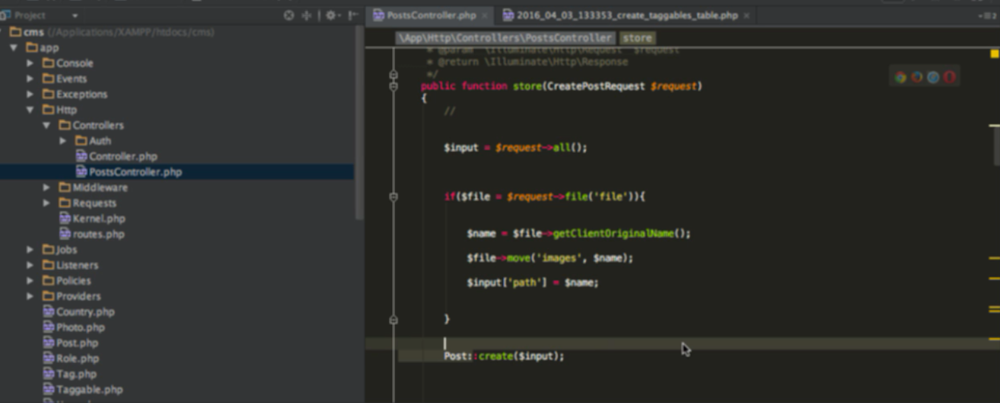 Project
PostsController.php
2016_04_03_133353_create_taggables_table.php
cms (/Applications/XAMPP/htdocs/cms)
app
Console
Events
Exceptions
Http
Controllers
Auth
Controller.php
PostsController.php
Middleware
Requests
Kernel.php
routes.php
Jobs
Listeners
Policies
Providers
Country.php
Photo.php
Post.php
Role.php
Tag.php
Taggable.php
\App\Http\Controllers\PostsController store
* @param \Illuminate\Http\Request $request
* @return \Illuminate\Http\Response
*/
public function store(CreatePostRequest $request)
{
//
$input = $request->all();
if($file = $request->file('file')){
$name = $file->getClientOriginalName();
$file->move('images', $name);
$input['path'] = $name;
}
Post::create($input);